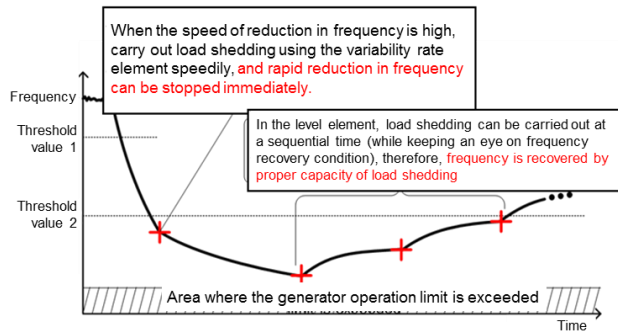 When the speed of reduction in frequency is high,
carry out load shedding using the variability rate
element speedily, and rapid reduction in frequency
can be stopped immediately.
Frequency
In the level element, load shedding can be carried out at
a sequential time (while keeping an eye on frequency
recovery condition), therefore, frequency is recovered by
proper capacity of load shedding
Threshold
value 1
Threshold
value 2
Area where the generator operation limit is exceeded
Time